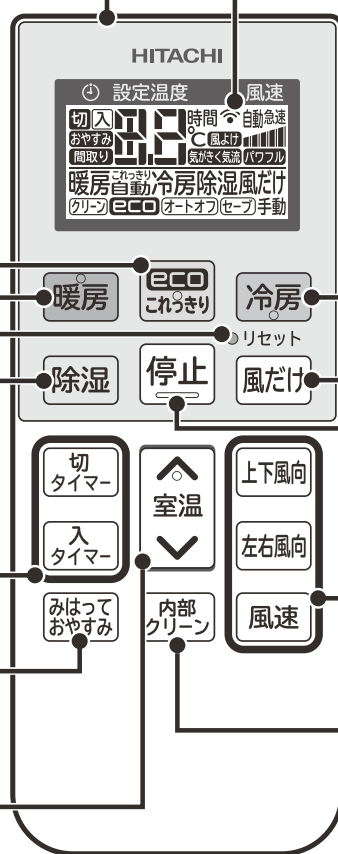 HITACHI
設定温度 風速
切 入 88 時間 自動 急速
おやすみ ℃ 風よけ
間取り 気がきく気流 パワフル
暖房 これっきり自動 冷房 除湿 風だけ
クリーン eco オートオフ セーブ 手動
暖房 eco これっきり 冷房
リセット
除湿 停止 風だけ
切タイマー 室温 上下風向
入タイマー 左右風向
みはっておやすみ 内部クリーン 風速